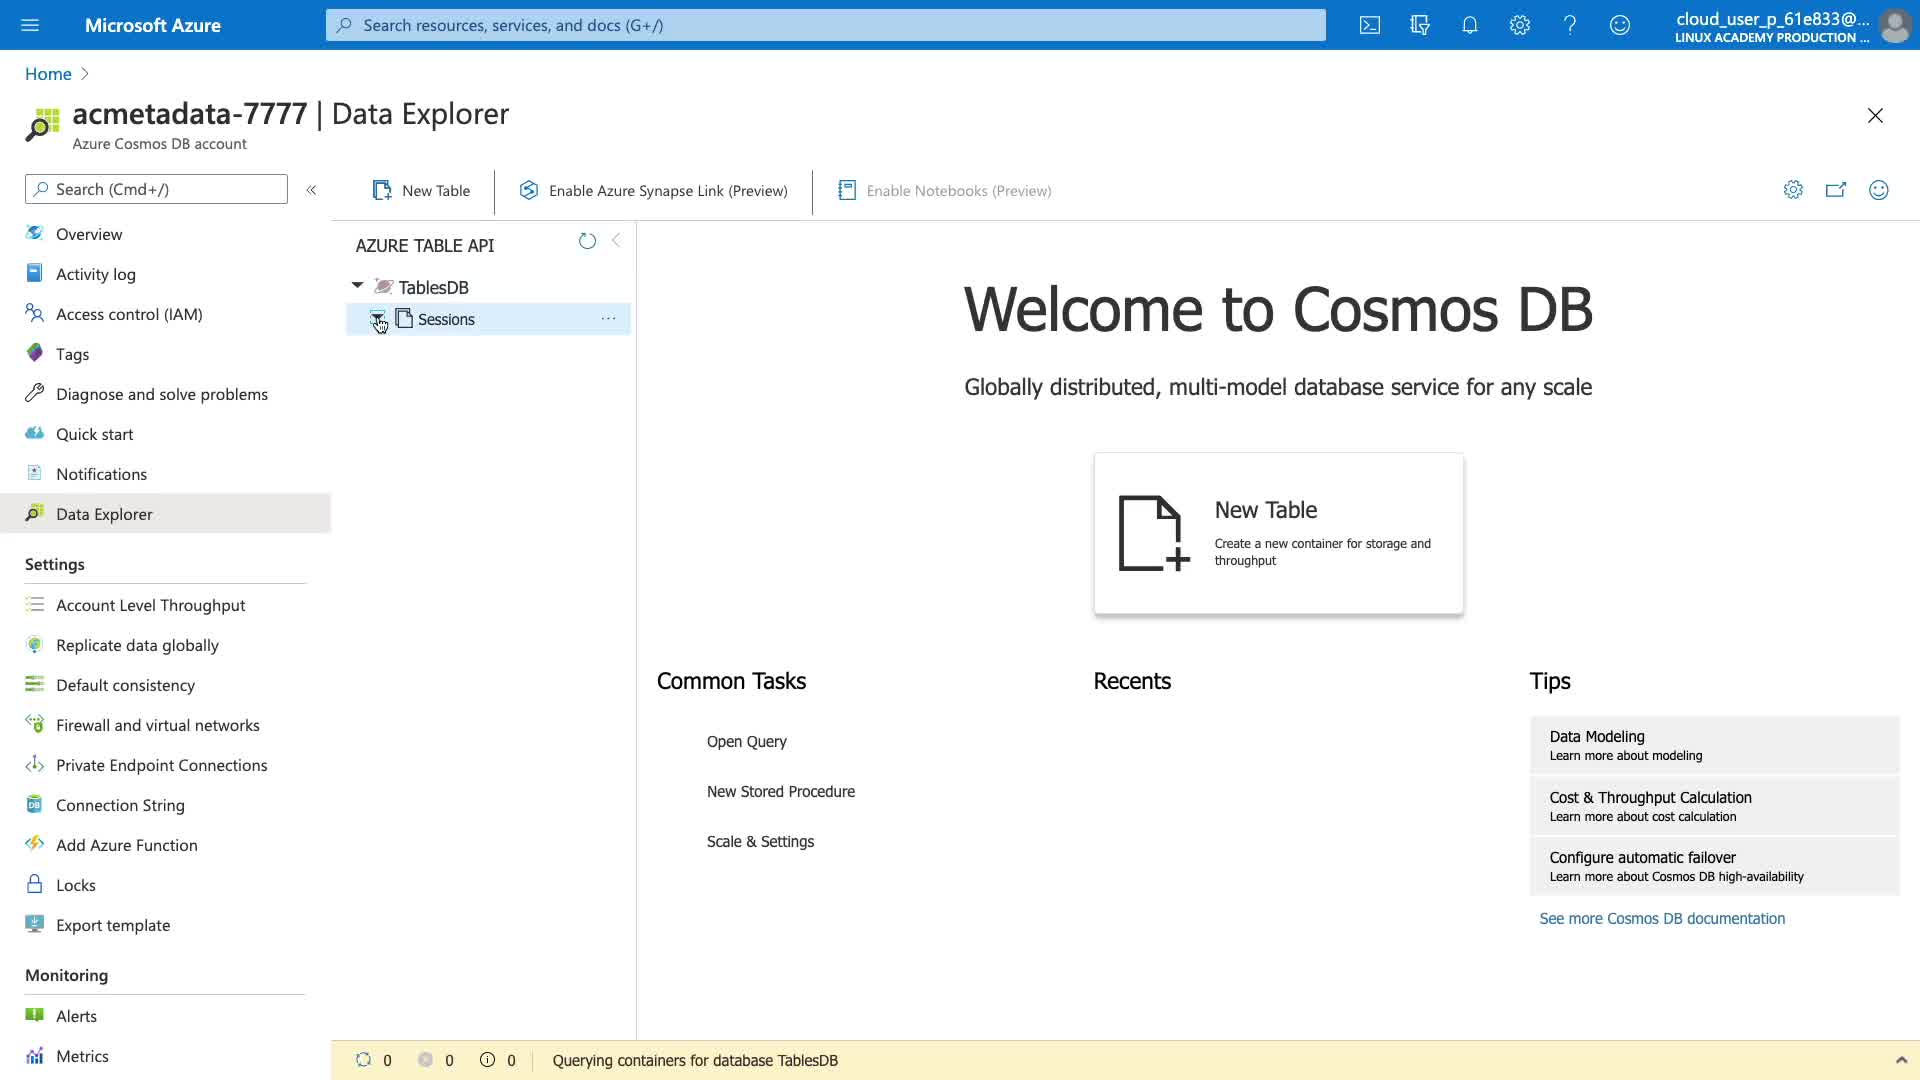 Microsoft Azure
Search resources, services, and docs (G+/)
cloud_user_p_61e833@...
LINUX ACADEMY PRODUCTION ...
Home
acmetadata-7777 | Data Explorer
Azure Cosmos DB account
Search (Cmd+/)
«
New Table
Enable Azure Synapse Link (Preview)
Enable Notebooks (Preview)
Overview
Activity log
Access control (IAM)
Tags
Diagnose and solve problems
Quick start
Notifications
Data Explorer
Settings
Account Level Throughput
Replicate data globally
Default consistency
Firewall and virtual networks
Private Endpoint Connections
Connection String
Add Azure Function
Locks
Export template
Monitoring
Alerts
Metrics
AZURE TABLE API
TablesDB
Sessions
...
Welcome to Cosmos DB
Globally distributed, multi-model database service for any scale
New Table
Create a new container for storage and
throughput
Common Tasks
Open Query
New Stored Procedure
Scale & Settings
Recents
Tips
Data Modeling
Learn more about modeling
Cost & Throughput Calculation
Learn more about cost calculation
Configure automatic failover
Learn more about Cosmos DB high-availability
See more Cosmos DB documentation
0 0 0 Querying containers for database TablesDB